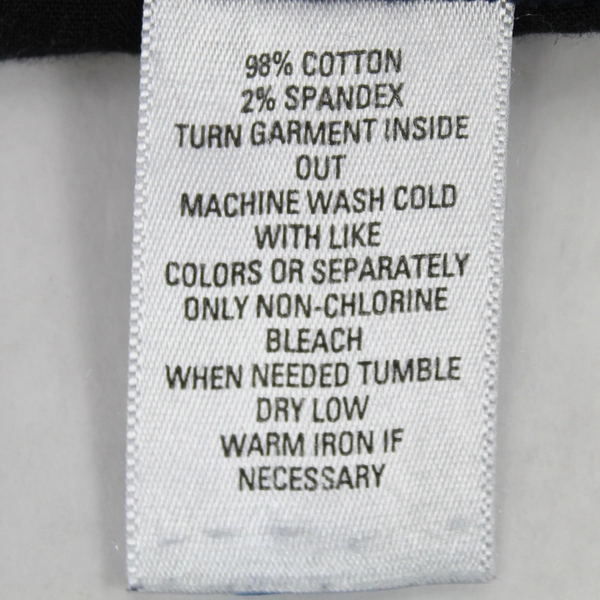 98% COTTON
2% SPANDEX
TURN GARMENT INSIDE
OUT
MACHINE WASH COLD
WITH LIKE
COLORS OR SEPARATELY
ONLY NON-CHLORINE
BLEACH
WHEN NEEDED TUMBLE
DRY LOW
WARM IRON IF
NECESSARY